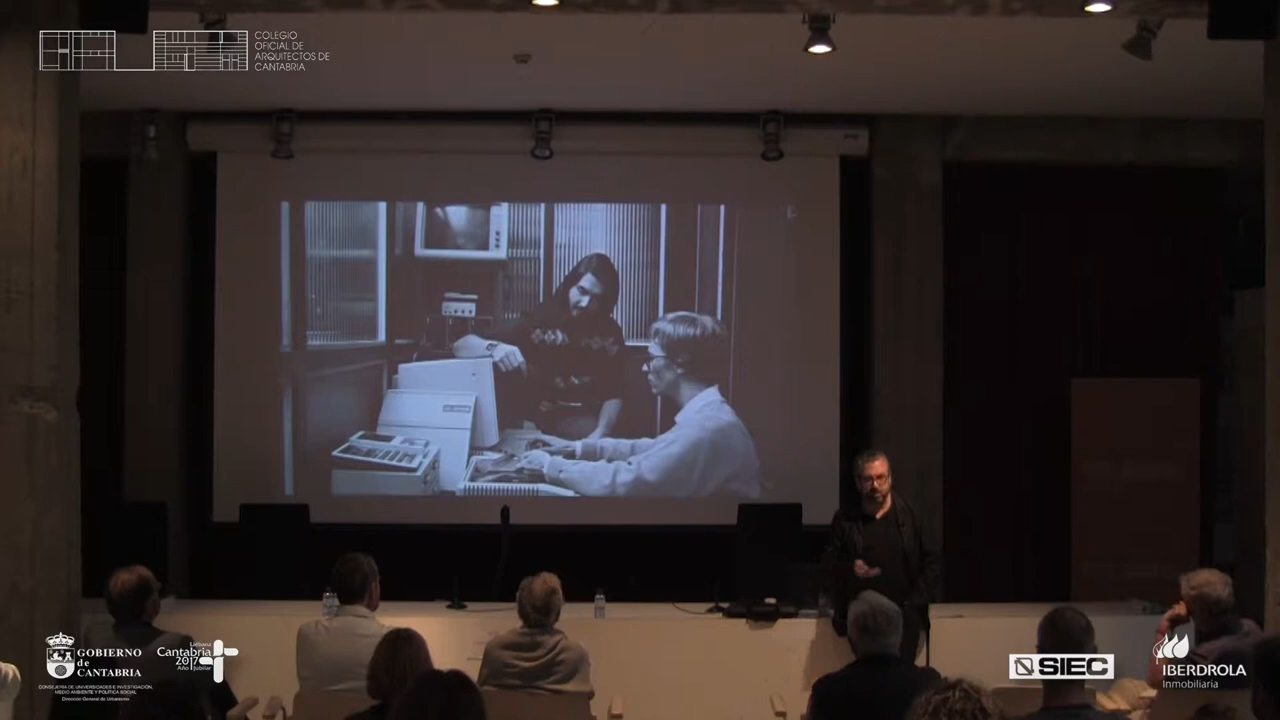 COLEGIO
OFICIAL DE
ARQUITECTOS DE
CANTABRIA
GOBIERNO
de
CANTABRIA
CONSEJERÍA DE UNIVERSIDADES E INVESTIGACIÓN,
MEDIO AMBIENTE Y POLÍTICA SOCIAL
Dirección General de Urbanismo
Liébana
Cantabria
2017
Año Jubilar
SIEC
IBERDROLA
Inmobiliaria